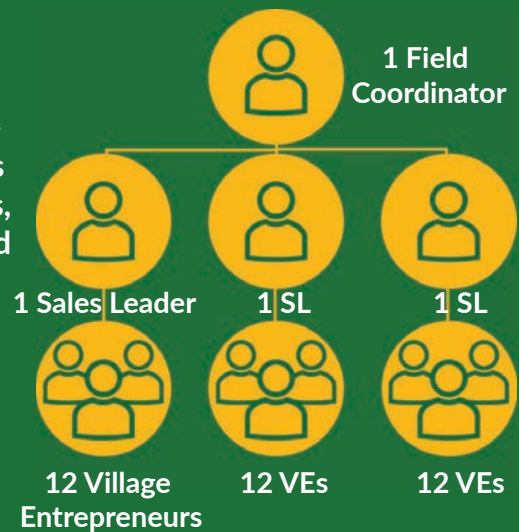 1 Field
Coordinator
1 Sales Leader
1 SL
1 SL
12 Village
Entrepreneurs
12 VEs
12 VEs